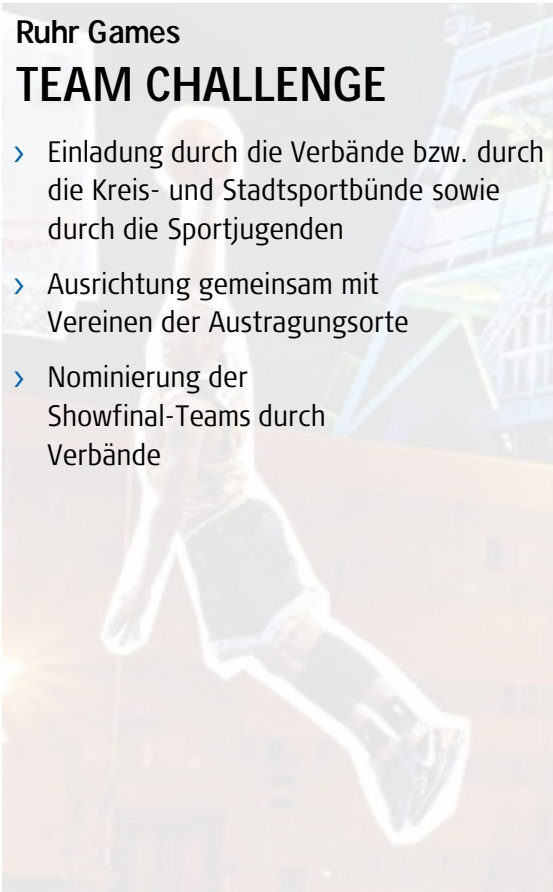 Ruhr Games
TEAM CHALLENGE
› Einladung durch die Verbände bzw. durch
die Kreis- und Stadtsportbünde sowie
durch die Sportjugenden
› Ausrichtung gemeinsam mit
Vereinen der Austragungsorte
› Nominierung der
Showfinal-Teams durch
Verbände